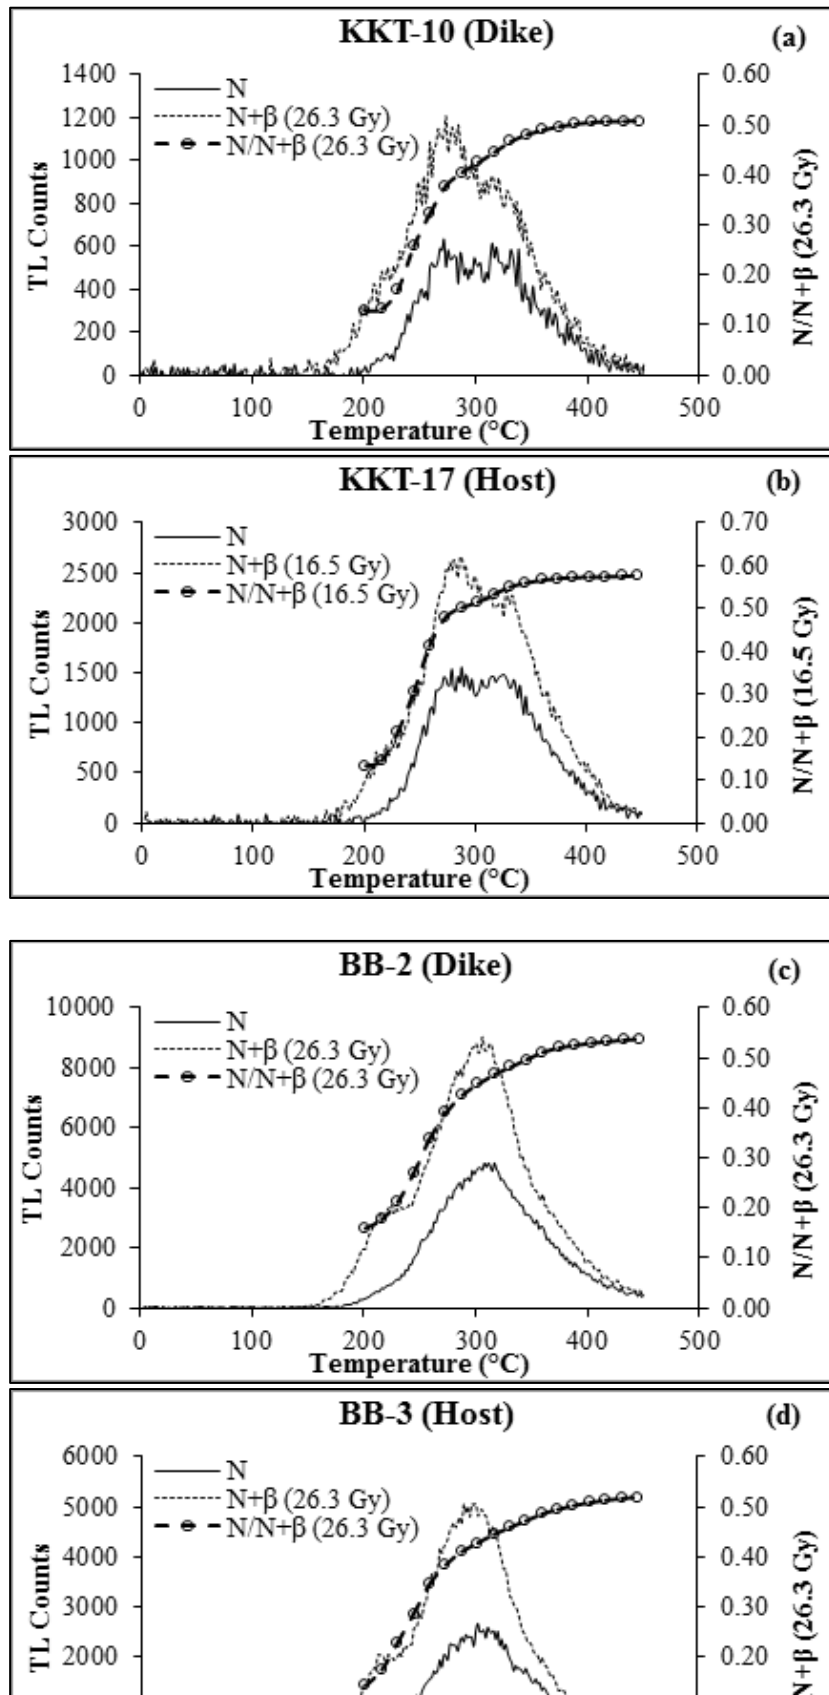 KKT-10 (Dike)
(a)
1400
1200
1000
800
600
400
200
0
TL Counts
N
N+β (26.3 Gy)
N/N+β (26.3 Gy)
0.60
0.50
0.40
0.30
0.20
0.10
0.00
N/N+β (26.3 Gy)
0 100 200 300 400 500
Temperature (°C)
KKT-17 (Host)
(b)
3000
2500
2000
1500
1000
500
0
TL Counts
N
N+β (16.5 Gy)
N/N+β (16.5 Gy)
0.70
0.60
0.50
0.40
0.30
0.20
0.10
0.00
N/N+β (16.5 Gy)
0 100 200 300 400 500
Temperature (°C)
BB-2 (Dike)
(c)
10000
8000
6000
4000
2000
0
TL Counts
N
N+β (26.3 Gy)
N/N+β (26.3 Gy)
0.60
0.50
0.40
0.30
0.20
0.10
0.00
N/N+β (26.3 Gy)
0 100 200 300 400 500
Temperature (°C)
BB-3 (Host)
(d)
6000
5000
4000
3000
2000
TL Counts
N
N+β (26.3 Gy)
N/N+β (26.3 Gy)
0.60
0.50
0.40
0.30
0.20
N+β (26.3 Gy)